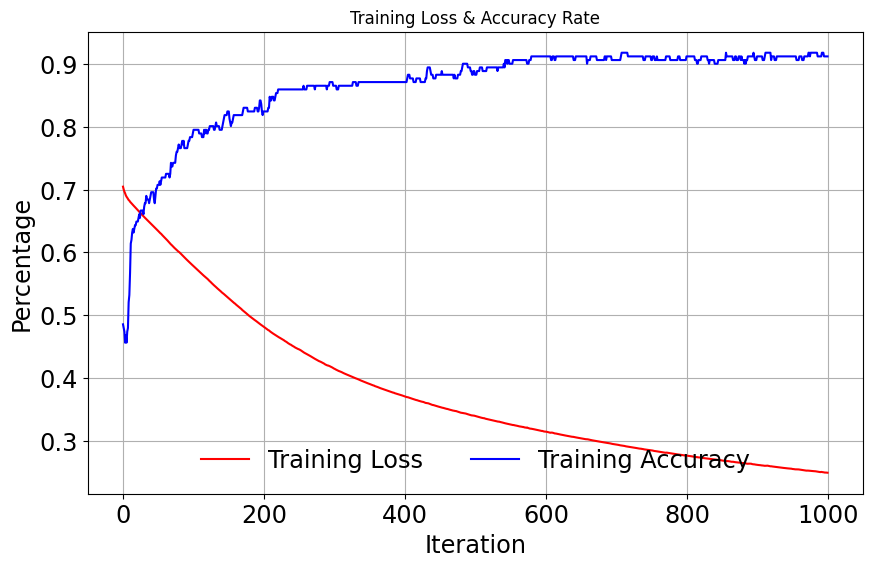 Training Loss & Accuracy Rate
0.9
0.8
0.7
0.6
0.5
0.4
0.3
Percentage
Training Loss
Training Accuracy
0 200 400 600 800 1000
Iteration